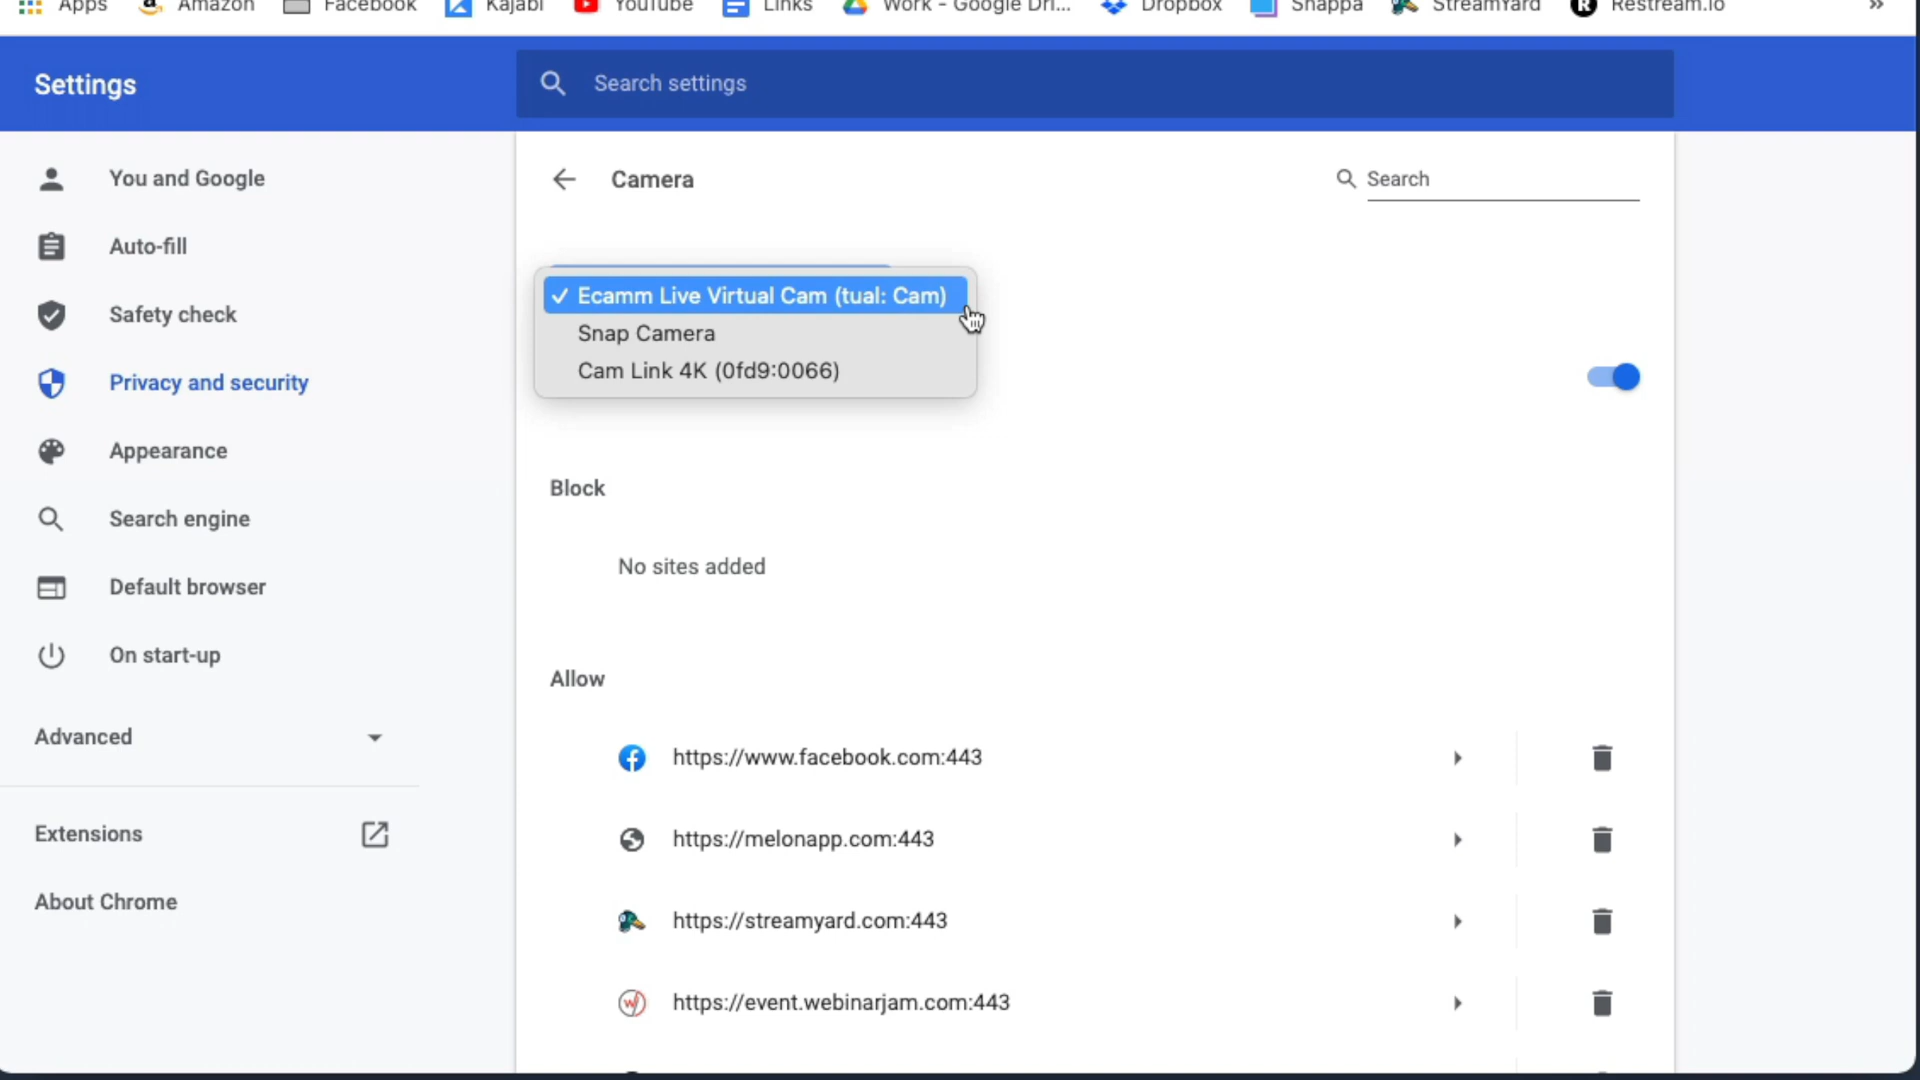 Apps Amazon Facebook Kajabi YouTube Links Work - Google Dri... Dropbox Snappa StreamYard Restream.io »
Settings
Search settings
You and Google
Auto-fill
Safety check
Privacy and security
Appearance
Search engine
Default browser
On start-up
Advanced
Extensions
About Chrome
Camera
Search
✓ Ecamm Live Virtual Cam (tual: Cam)
Snap Camera
Cam Link 4K (0fd9:0066)
Block
No sites added
Allow
https://www.facebook.com:443
https://melonapp.com:443
https://streamyard.com:443
https://event.webinarjam.com:443